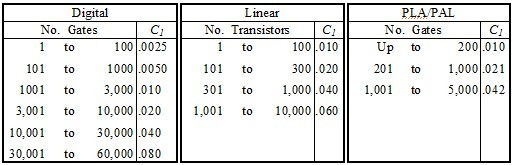 Digital Linear PLA/PAL
No. Gates C1 No. Transistors C1 No. Gates C1
1 to 100 .0025 1 to 100 .010 Up to 200 .010
101 to 1000 .0050 101 to 300 .020 201 to 1,000 .021
1001 to 3,000 .010 301 to 1,000 .040 1,001 to 5,000 .042
3,001 to 10,000 .020 1,001 to 10,000 .060
10,001 to 30,000 .040
30,001 to 60,000 .080